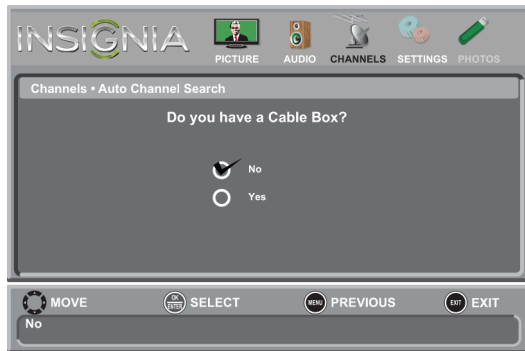 INSIGNIA
PICTURE AUDIO CHANNELS SETTINGS PHOTOS
Channels • Auto Channel Search
Do you have a Cable Box?
No
Yes
MOVE OK ENTER SELECT MENU PREVIOUS EXIT EXIT
No